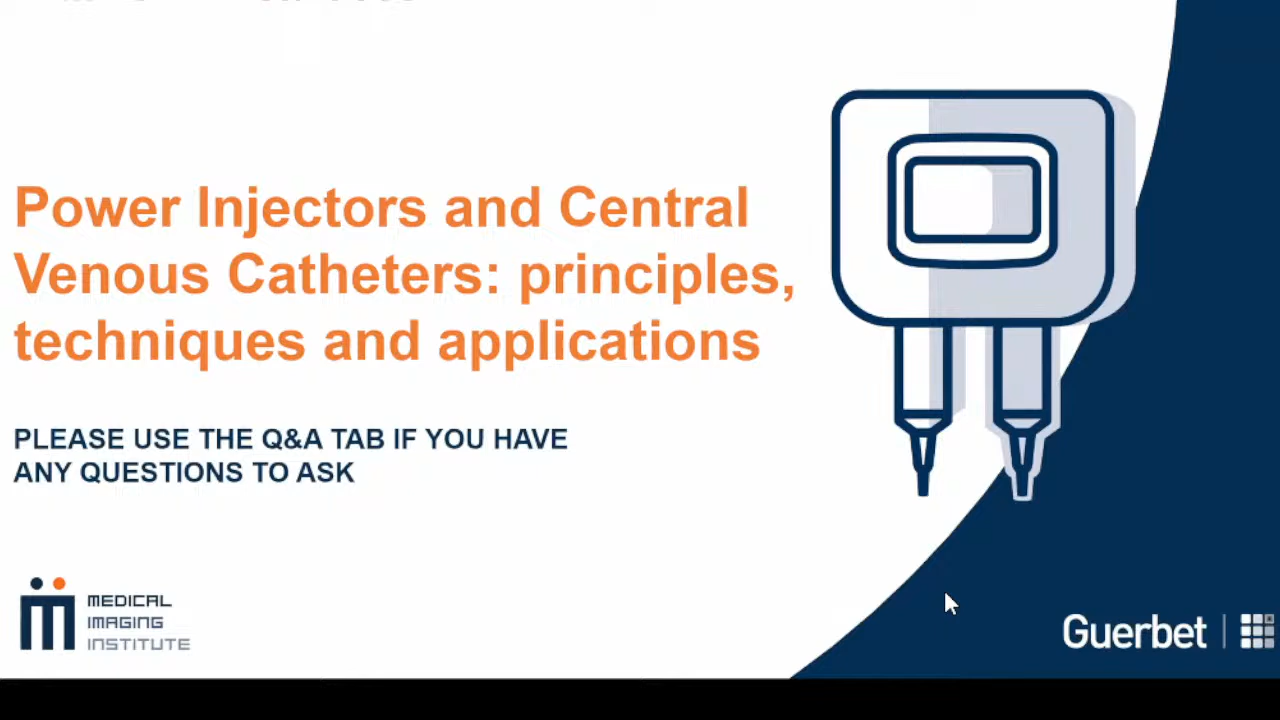 Power Injectors and Central
Venous Catheters: principles,
techniques and applications
PLEASE USE THE Q&A TAB IF YOU HAVE
ANY QUESTIONS TO ASK
MEDICAL
IMAGING
INSTITUTE
Guerbet